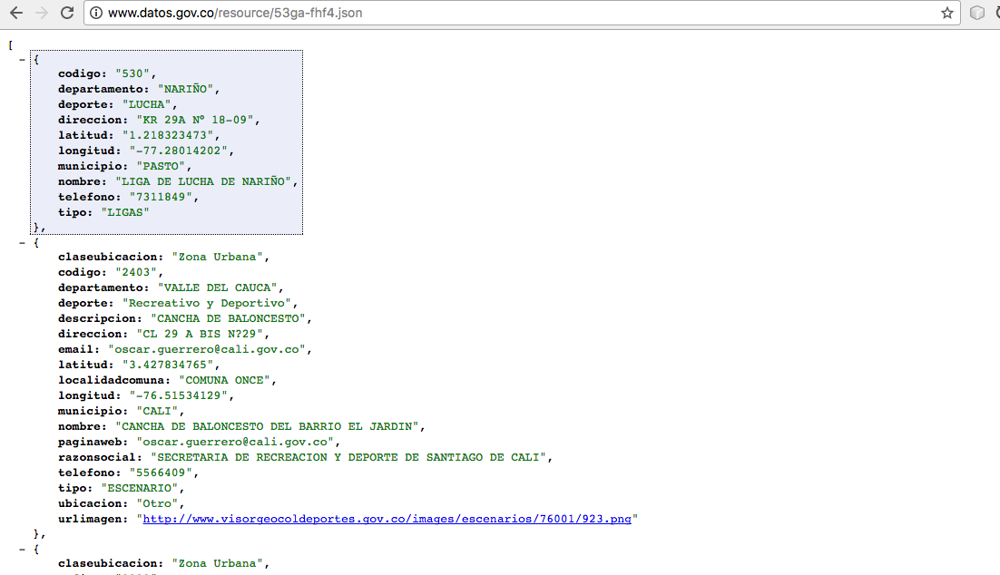 www.datos.gov.co/resource/53ga-fhf4.json
[
- {
codigo: "530",
departamento: "NARIÑO",
deporte: "LUCHA",
direccion: "KR 29A Nº 18-09",
latitud: "1.218323473",
longitud: "-77.28014202",
municipio: "PASTO",
nombre: "LIGA DE LUCHA DE NARIÑO",
telefono: "7311849",
tipo: "LIGAS"
},
- {
claseubicacion: "Zona Urbana",
codigo: "2403",
departamento: "VALLE DEL CAUCA",
deporte: "Recreativo y Deportivo",
descripcion: "CANCHA DE BALONCESTO",
direccion: "CL 29 A BIS N?29",
email: "oscar.guerrero@cali.gov.co",
latitud: "3.427834765",
localidadcomuna: "COMUNA ONCE",
longitud: "-76.51534129",
municipio: "CALI",
nombre: "CANCHA DE BALONCESTO DEL BARRIO EL JARDIN",
paginaweb: "oscar.guerrero@cali.gov.co",
razonsocial: "SECRETARIA DE RECREACION Y DEPORTE DE SANTIAGO DE CALI",
telefono: "5566409",
tipo: "ESCENARIO",
ubicacion: "Otro",
urlimagen: "http://www.visorgeocoldeportes.gov.co/images/escenarios/76001/923.png"
},
- {
claseubicacion: "Zona Urbana",